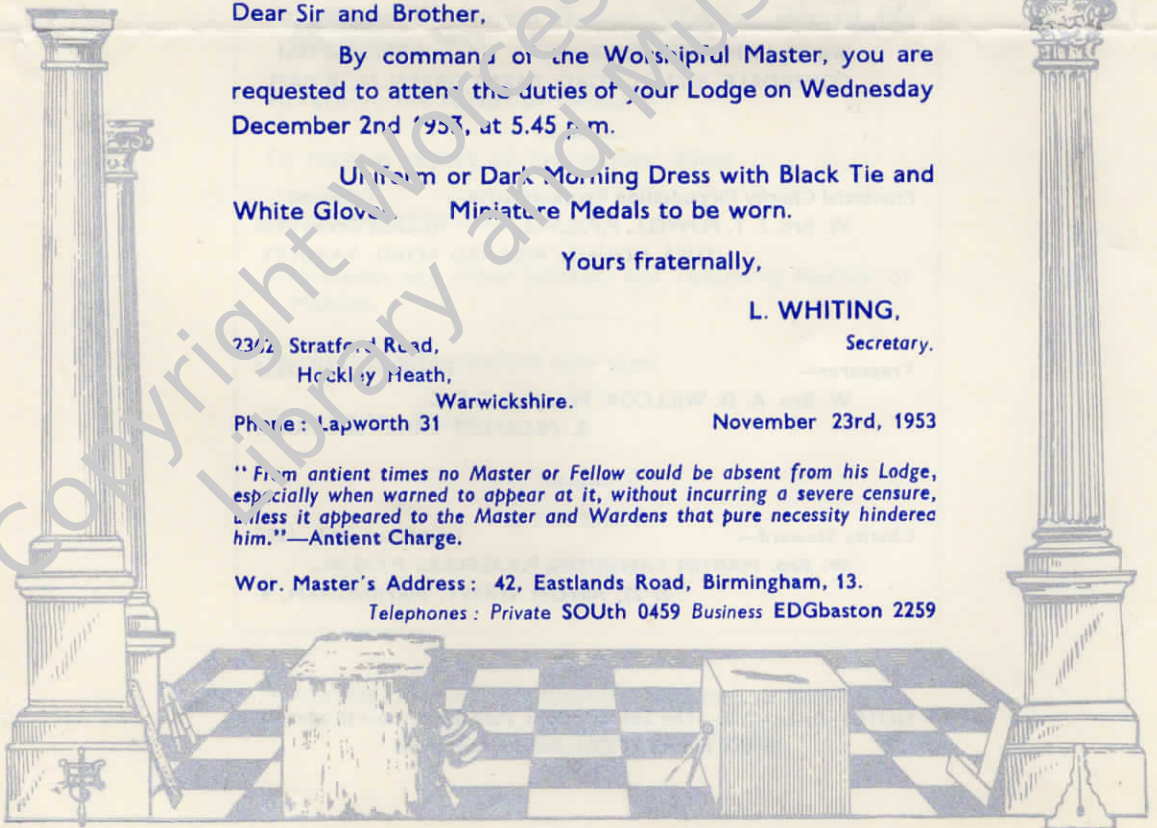 Dear Sir and Brother,
By command of the Worshipful Master, you are
requested to attend the duties of your Lodge on Wednesday
December 2nd 1953, at 5.45 p.m.
Uniform or Dark Morning Dress with Black Tie and
White Gloves. Miniature Medals to be worn.
Yours fraternally,
L. WHITING,
Secretary.
Stratford Road,
Hockley Heath,
Warwickshire.
Phone : Lapworth 31
November 23rd, 1953
"From antient times no Master or Fellow could be absent from his Lodge,
especially when warned to appear at it, without incurring a severe censure,
unless it appeared to the Master and Wardens that pure necessity hindered
him."—Antient Charge.
Wor. Master's Address : 42, Eastlands Road, Birmingham, 13.
Telephones : Private SOUth 0459 Business EDGbaston 2259
Copyright Worces
Library and Mus